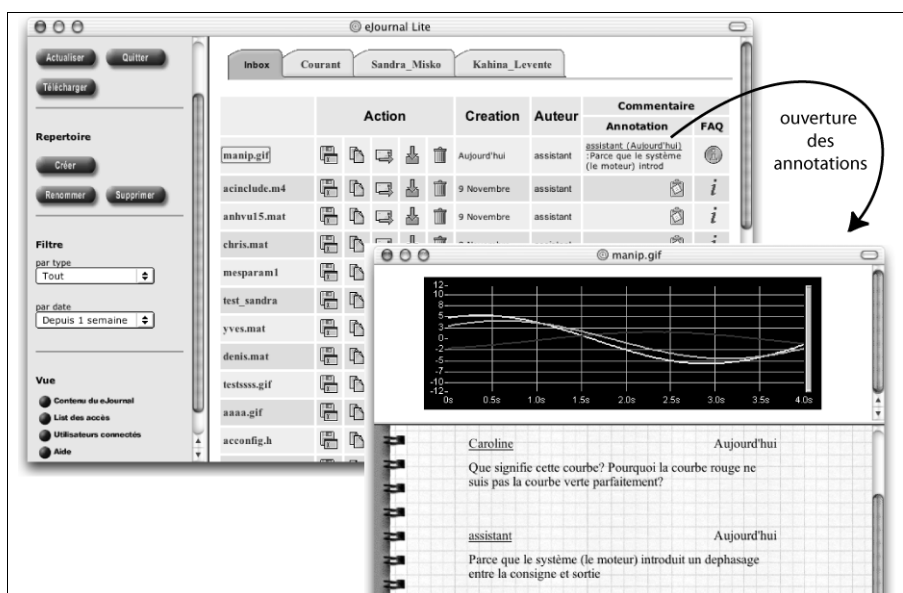 eJournal Lite
Actualiser Quitter
Télécharger
Repertoire
Créer
Renommer Supprimer
Filtre
par type
Tout
par date
Depuis 1 semaine
Vue
Contenu du eJournal
List des accès
Utilisateurs connectés
Aide
Inbox Courant Sandra_Misko Kahina_Levente
Action Creation Auteur Commentaire
Annotation FAQ
manip.gif Aujourd'hui assistant assistant (Aujourd'hui)
:Parce que le système
(le moteur) introd
acinclude.m4 9 Novembre assistant
anhvu15.mat 9 Novembre assistant
chris.mat
mesparam1
test_sandra
yves.mat
denis.mat
testssss.gif
aaaa.gif
acconfig.h
ouverture
des
annotations
manip.gif
12-
10-
8-
5-
3-
0-
-2-
-5-
-7-
-10-
-12-
0s 0.5s 1.0s 1.5s 2.0s 2.5s 3.0s 3.5s 4.0s
Caroline Aujourd'hui
Que signifie cette courbe? Pourquoi la courbe rouge ne
suis pas la courbe verte parfaitement?
assistant Aujourd'hui
Parce que le système (le moteur) introduit un dephasage
entre la consigne et sortie